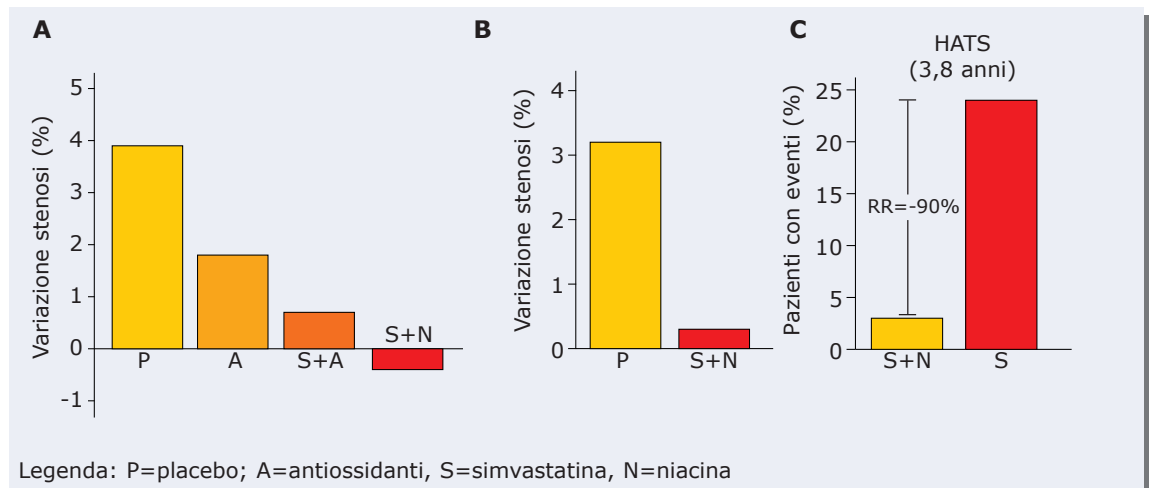 A
Variazione stenosi (%)
5
4
3
2
1
0
-1
P
A
S+A
S+N
B
Variazione stenosi (%)
4
3
2
1
0
P
S+N
C
HATS
(3,8 anni)
Pazienti con eventi (%)
25
20
15
10
5
0
RR=-90%
S+N
S
Legenda: P=placebo; A=antiossidanti, S=simvastatina, N=niacina